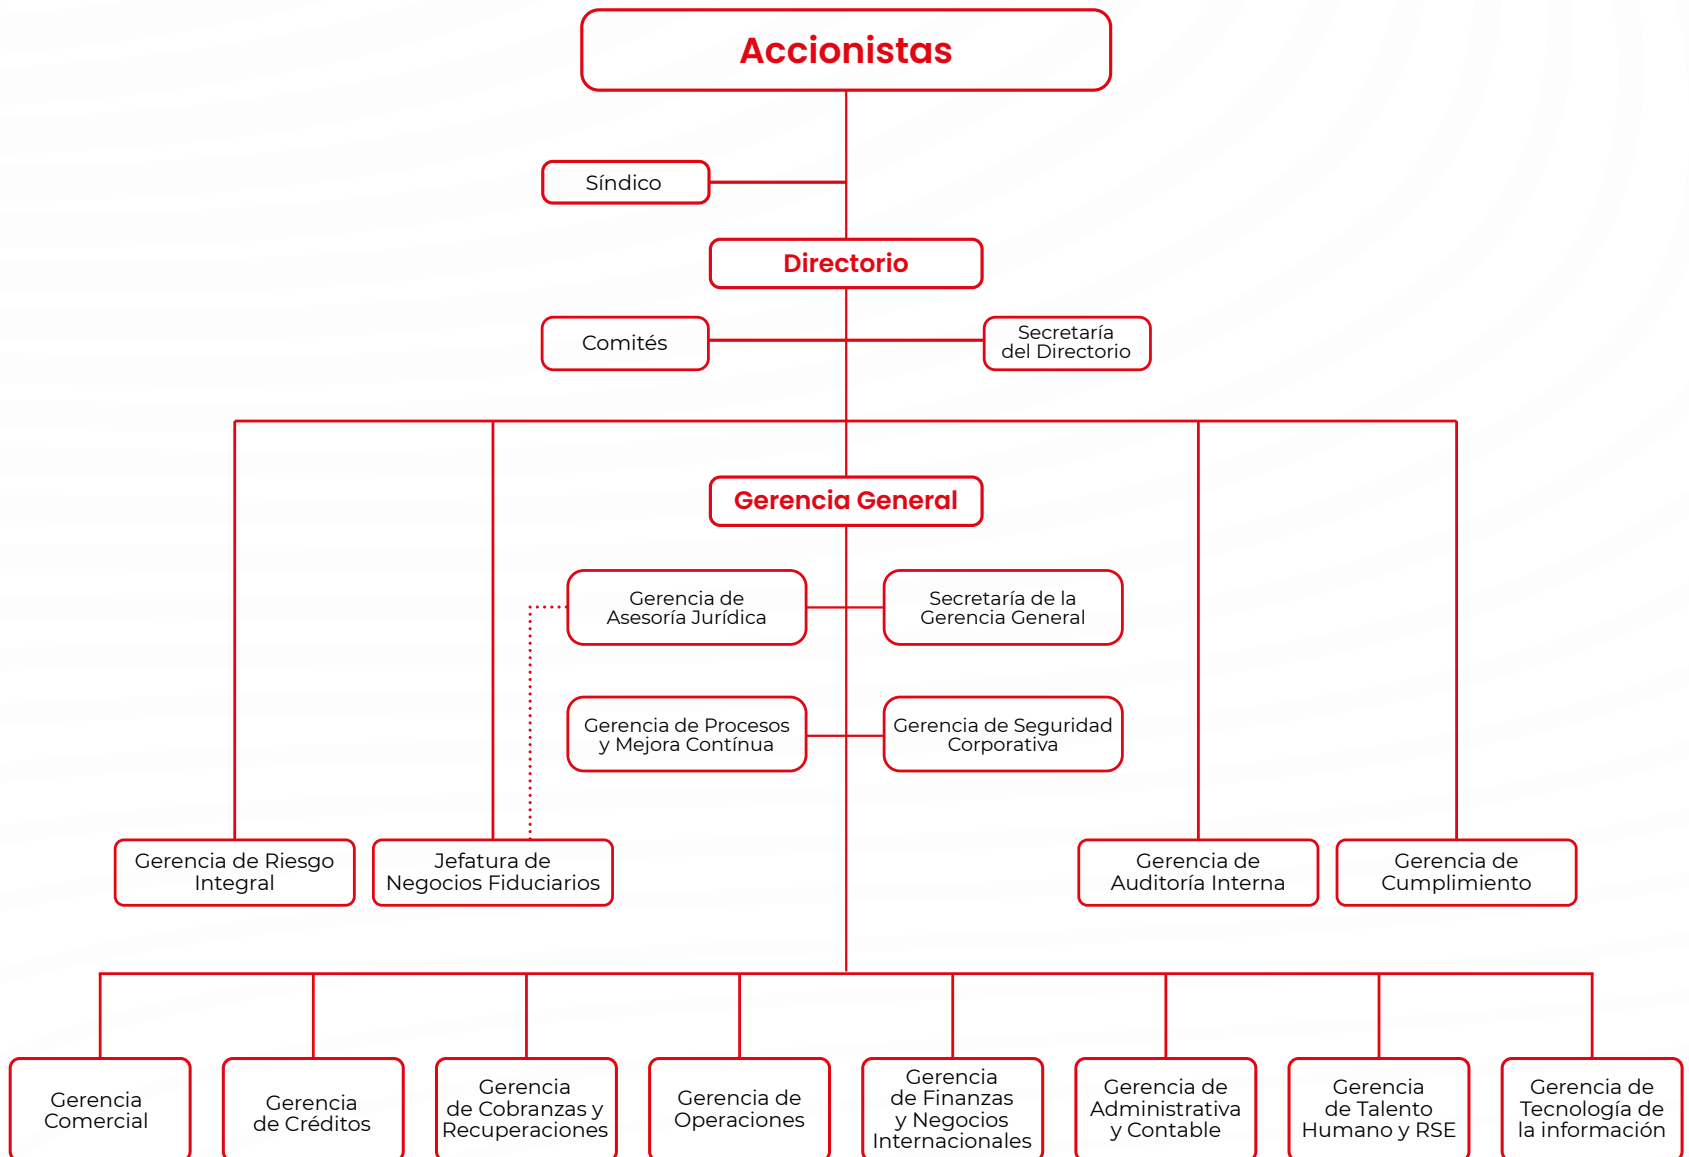 Accionistas
Síndico
Directorio
Comités
Secretaría
del Directorio
Gerencia General
Gerencia de
Asesoría Jurídica
Secretaría de la
Gerencia General
Gerencia de Procesos
y Mejora Contínua
Gerencia de Seguridad
Corporativa
Gerencia de Riesgo
Integral
Jefatura de
Negocios Fiduciarios
Gerencia de
Auditoría Interna
Gerencia de
Cumplimiento
Gerencia
Comercial
Gerencia
de Créditos
Gerencia
de Cobranzas y
Recuperaciones
Gerencia de
Operaciones
Gerencia
de Finanzas
y Negocios
Internacionales
Gerencia de
Administrativa
y Contable
Gerencia
de Talento
Humano y RSE
Gerencia de
Tecnología de
la información